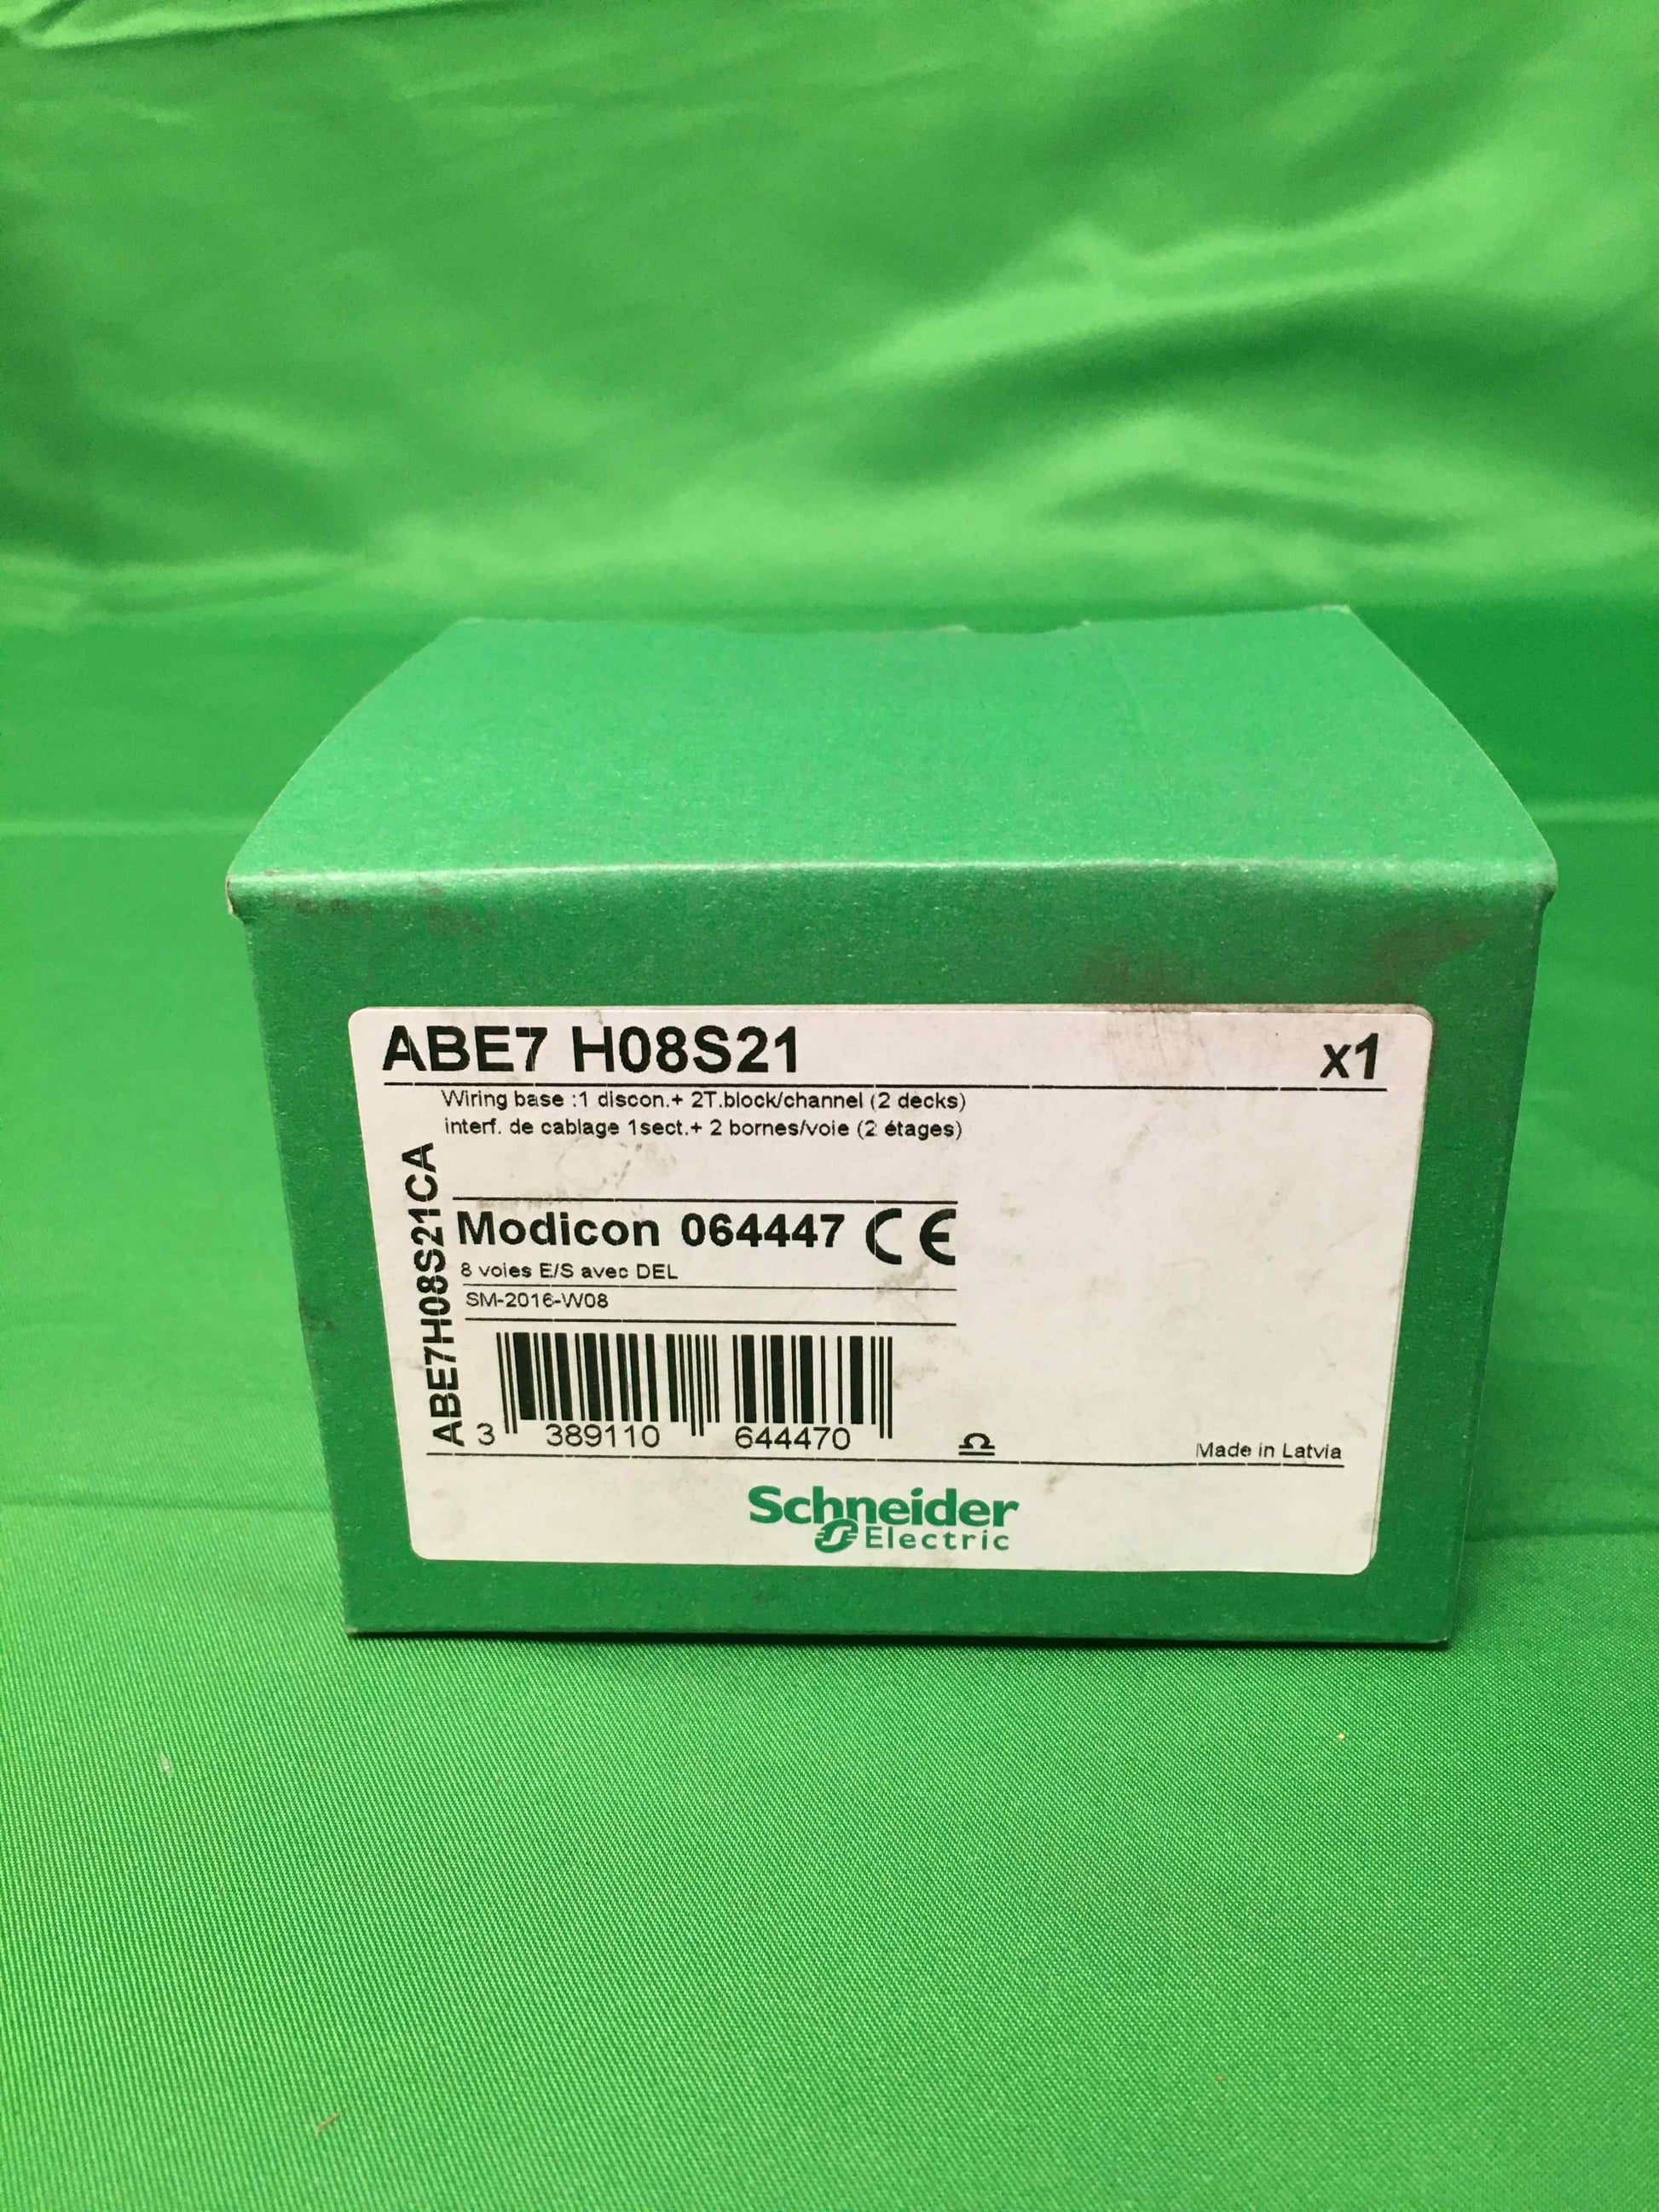 ABE7 H08S21 x1
Wiring base :1 discon.+ 2T.block/channel (2 decks)
interf. de cablage 1sect.+ 2 bornes/voie (2 étages)
ABE7H08S21CA
Modicon 064447 CE
8 voies E/S avec DEL
SM-2016-W08
3 389110 644470
Made in Latvia
Schneider
Electric